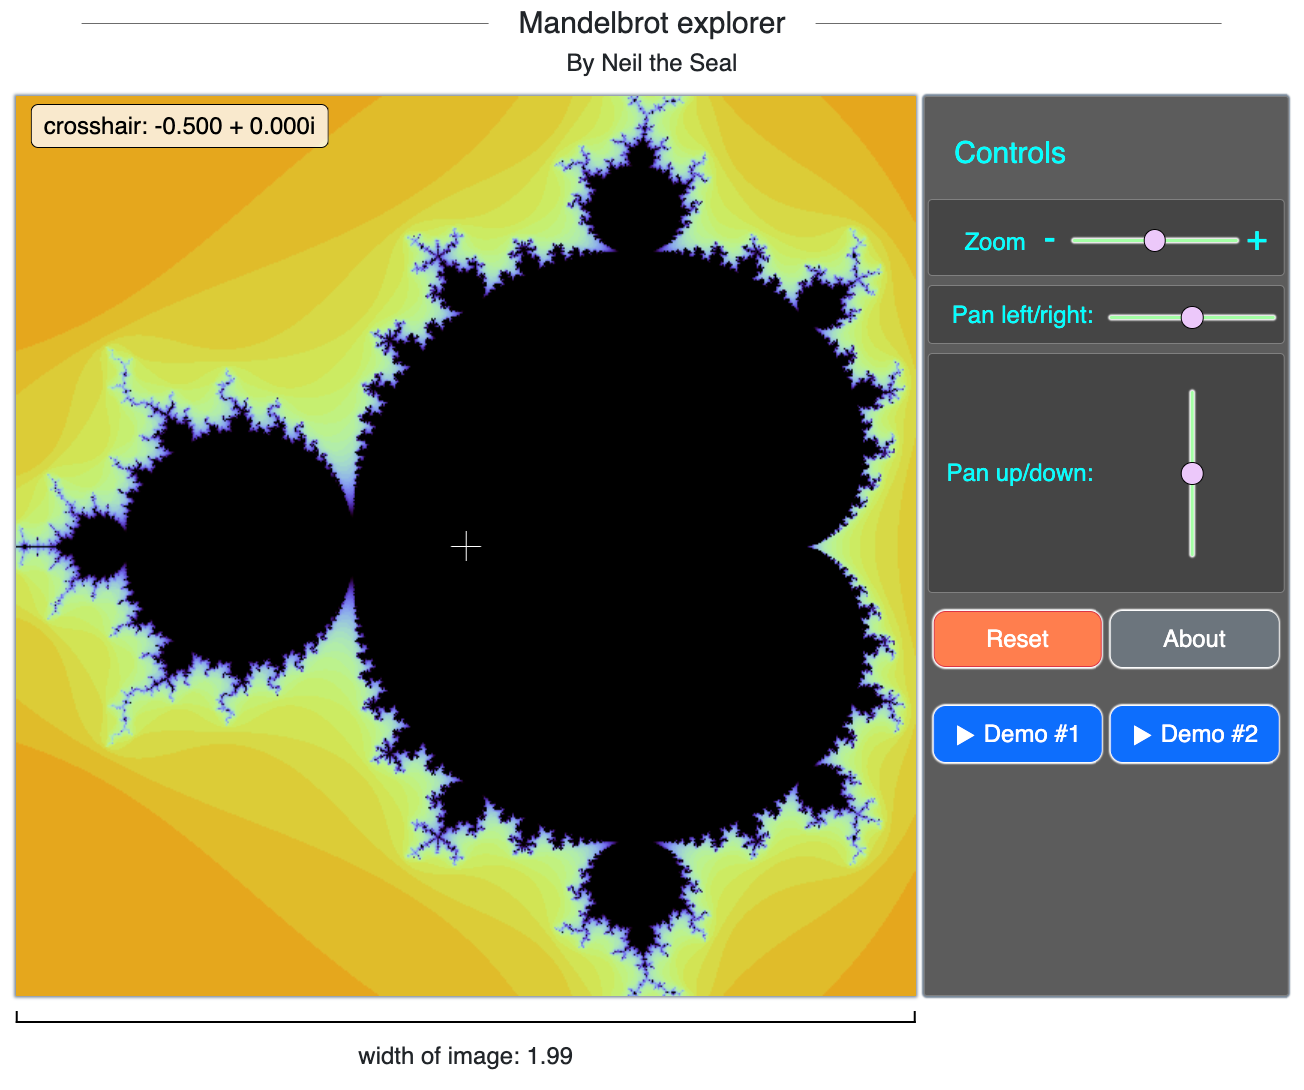 Mandelbrot explorer
By Neil the Seal
crosshair: -0.500 + 0.000i
Controls
Zoom - +
Pan left/right:
Pan up/down:
Reset About
▶ Demo #1 ▶ Demo #2
width of image: 1.99